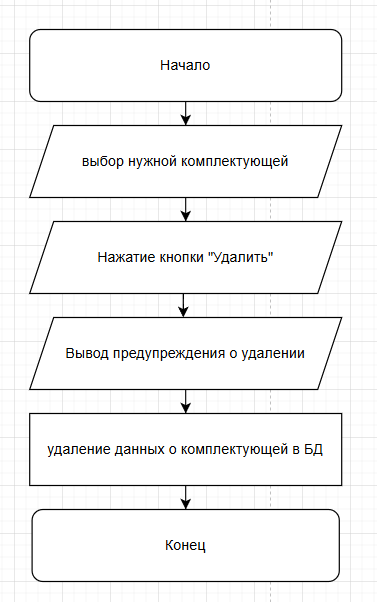 Начало
выбор нужной комплектующей
Нажатие кнопки "Удалить"
Вывод предупреждения о удалении
удаление данных о комплектующей в БД
Конец